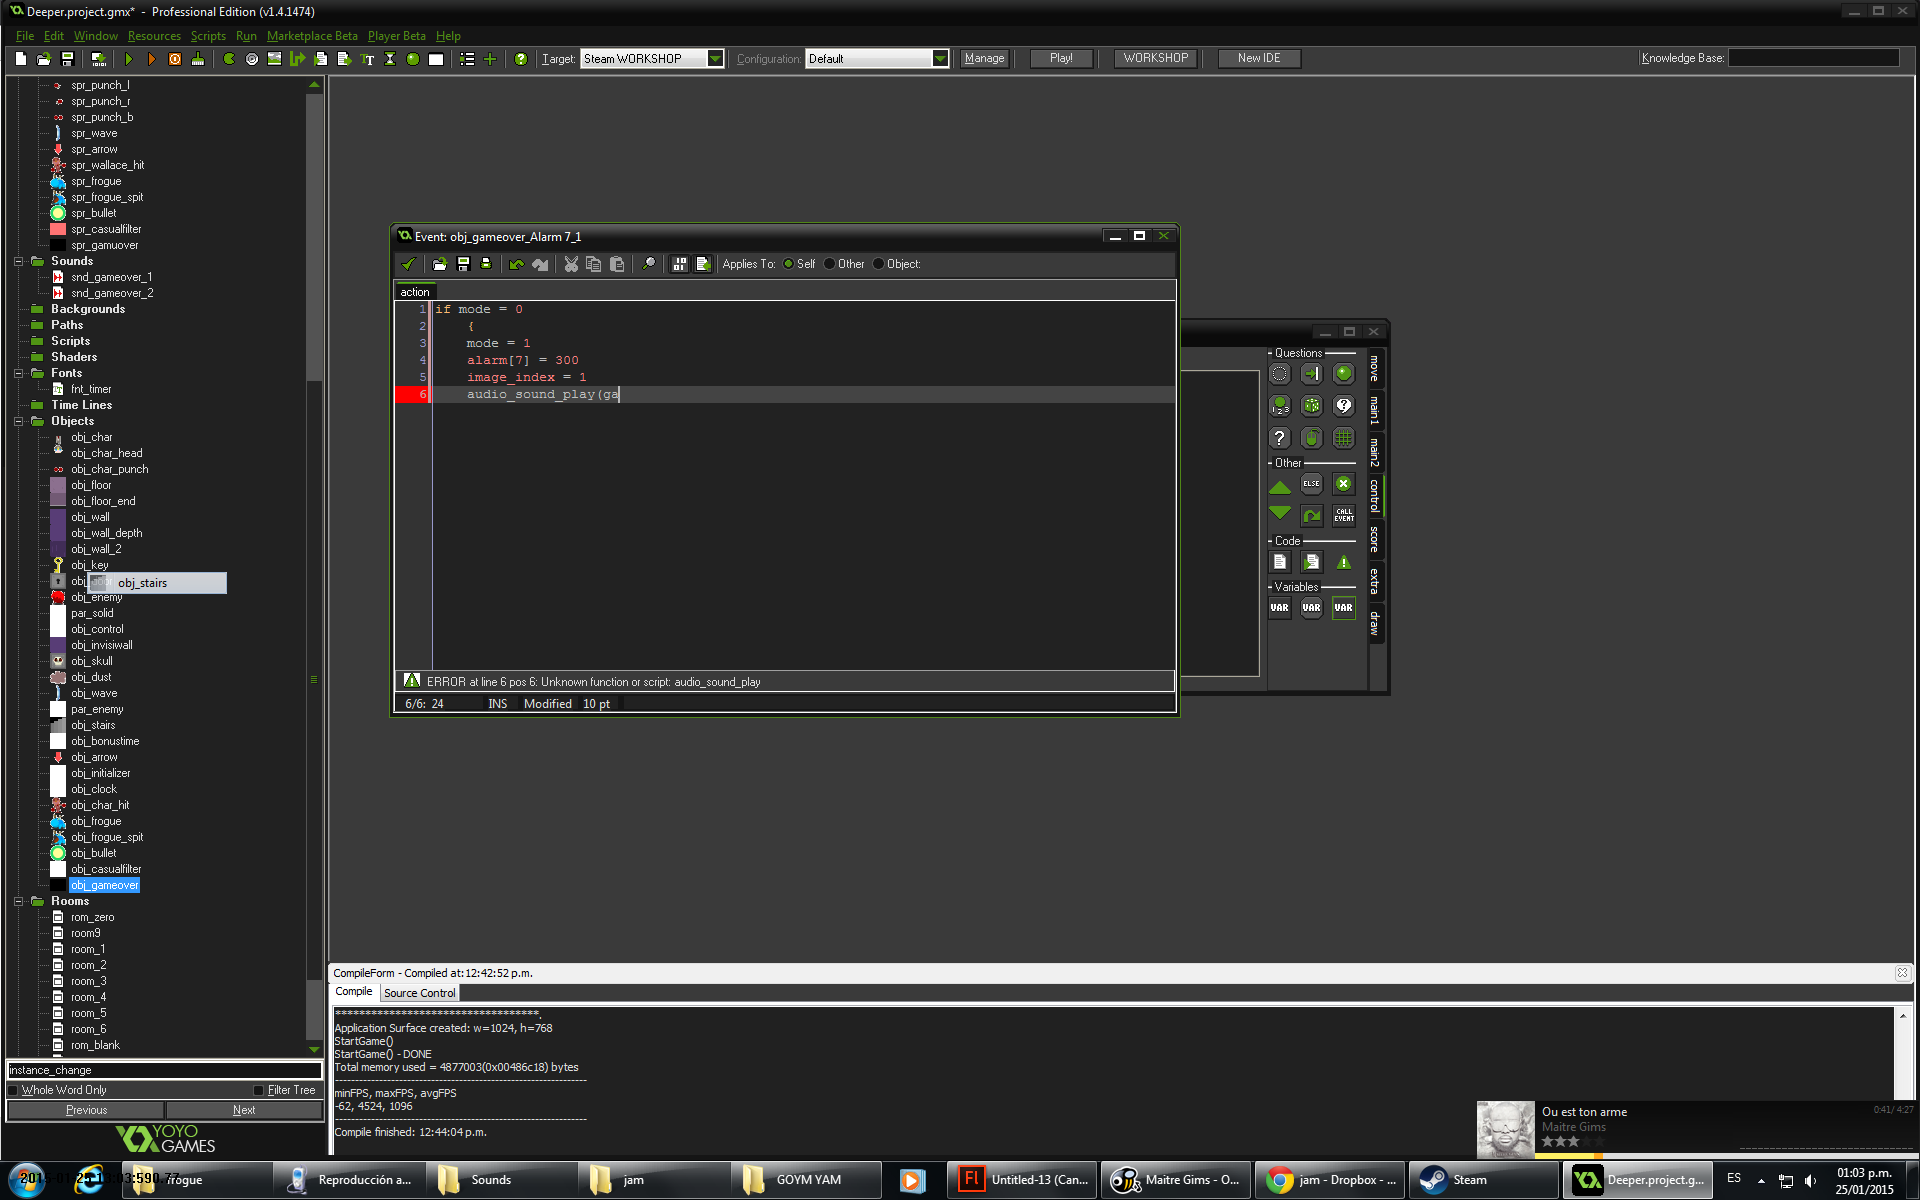 Deeper.project.gmx* - Professional Edition (v1.4.1474)
File Edit Window Resources Scripts Run Marketplace Beta Player Beta Help
Target: Steam WORKSHOP Configuration: Default Manage Play! WORKSHOP New IDE Knowledge Base:
spr_punch_l
spr_punch_r
spr_punch_b
spr_wave
spr_arrow
spr_wallace_hit
spr_frogue
spr_frogue_spit
spr_bullet
spr_casualfilter
spr_gamuover
Sounds
snd_gameover_1
snd_gameover_2
Backgrounds
Paths
Scripts
Shaders
Fonts
fnt_timer
Time Lines
Objects
obj_char
obj_char_head
obj_char_punch
obj_floor
obj_floor_end
obj_wall
obj_wall_depth
obj_wall_2
obj_key
obj_stairs
obj_enemy
par_solid
obj_control
obj_invisiwall
obj_skull
obj_dust
obj_wave
par_enemy
obj_stairs
obj_bonustime
obj_arrow
obj_initializer
obj_clock
obj_char_hit
obj_frogue
obj_frogue_spit
obj_bullet
obj_casualfilter
obj_gameover
Rooms
rom_zero
room9
room_1
room_2
room_3
room_4
room_5
room_6
rom_blank
instance_change
Whole Word Only Filter Tree
Previous Next
YOYO
GAMES
Event: obj_gameover_Alarm 7_1
Applies To: Self Other Object:
action
1 if mode = 0
2 {
3 mode = 1
4 alarm[7] = 300
5 image_index = 1
6 audio_sound_play(ga
ERROR at line 6 pos 6: Unknown function or script: audio_sound_play
6/6: 24 INS Modified 10 pt
Questions
Other
ELSE
CALL EVENT
Code
Variables
VAR VAR VAR
move
main1
main2
control
score
extra
draw
CompileForm - Compiled at: 12:42:52 p.m.
Compile Source Control
***********************************.
Application Surface created: w=1024, h=768
StartGame()
StartGame() - DONE
Total memory used = 4877003(0x00486c18) bytes
minFPS, maxFPS, avgFPS
-62, 4524, 1096
Compile finished: 12:44:04 p.m.
Ou est ton arme 0:41/ 4:27
Maitre Gims
frogue Reproducción a... Sounds jam GOYM YAM Untitled-13 (Can... Maitre Gims - O... jam - Dropbox - ... Steam Deeper.project.g... ES
01:03 p.m.
25/01/2015